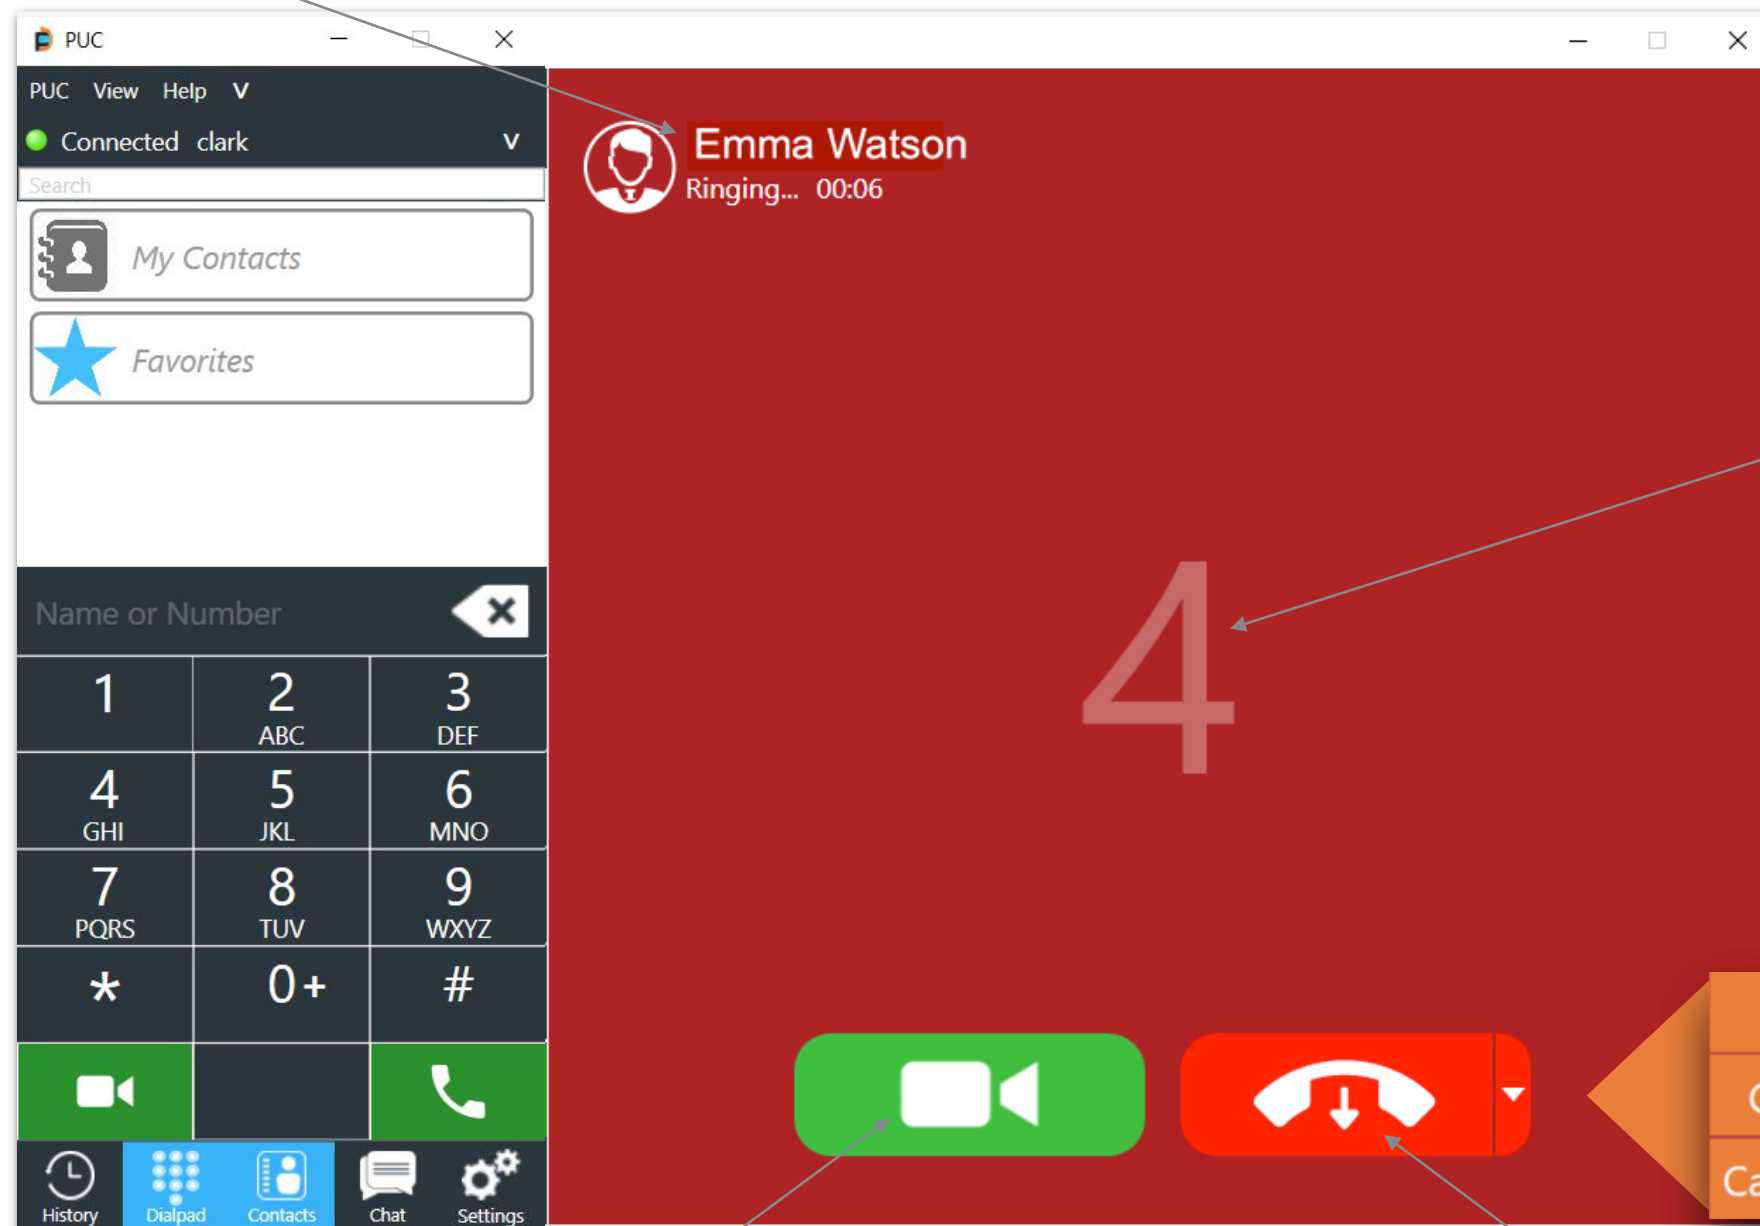 PUC
PUC View Help V
Connected clark V
Search
My Contacts
Favorites
Name or Number
1
2
ABC
3
DEF
4
GHI
5
JKL
6
MNO
7
PQRS
8
TUV
9
WXYZ
*
0+
#
History
Dialpad
Contacts
Chat
Settings
Emma Watson
Ringing... 00:06
4
Ca